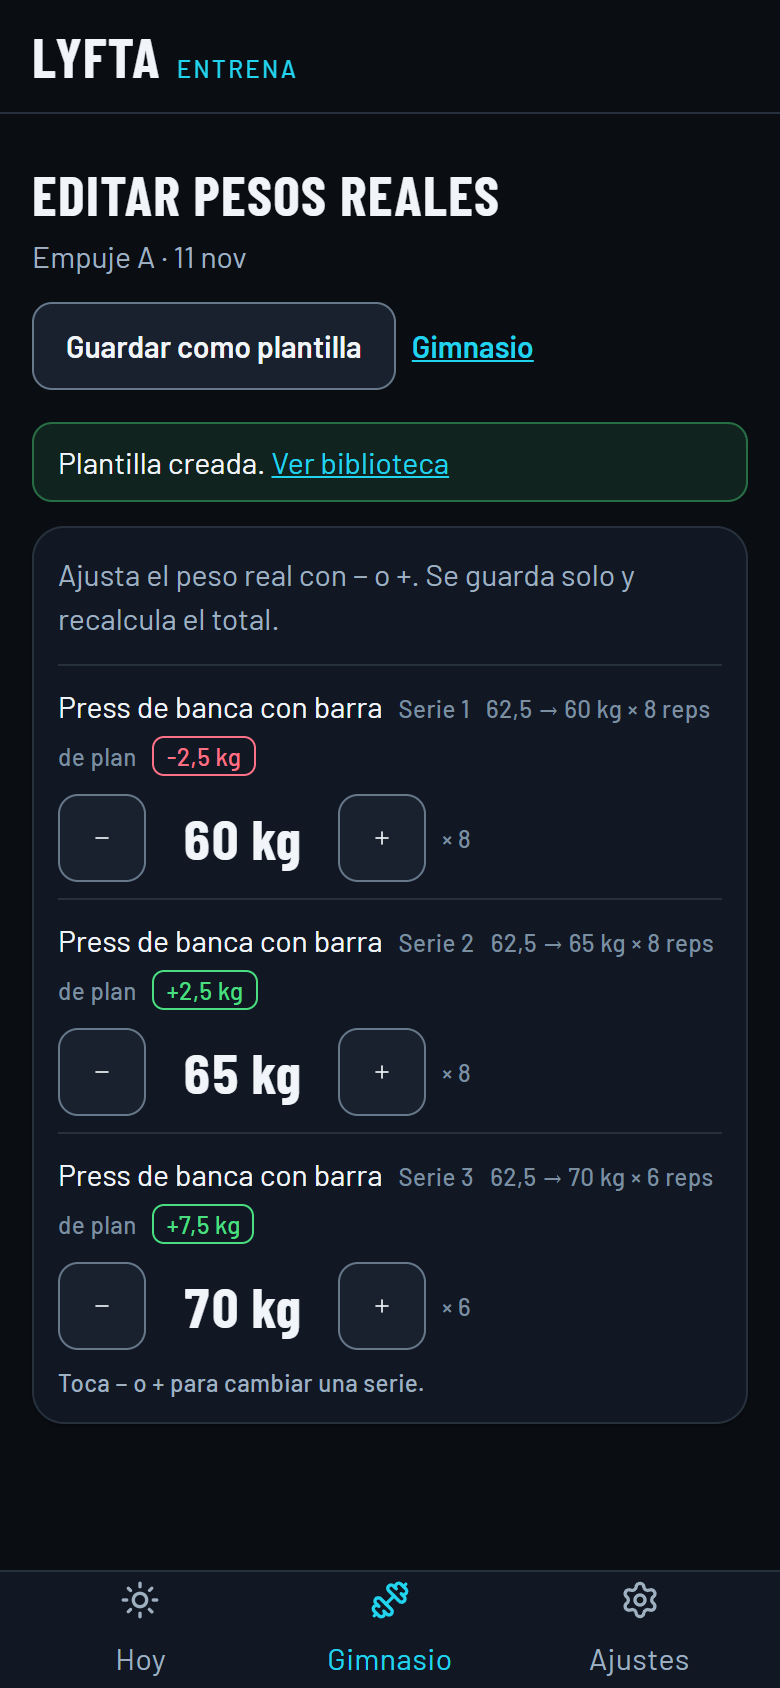 LYFTA ENTRENA
EDITAR PESOS REALES
Empuje A · 11 nov
Guardar como plantilla Gimnasio
Plantilla creada. Ver biblioteca
Ajusta el peso real con – o +. Se guarda solo y
recalcula el total.
Press de banca con barra Serie 1 62,5 → 60 kg × 8 reps
de plan -2,5 kg
− 60 kg + × 8
Press de banca con barra Serie 2 62,5 → 65 kg × 8 reps
de plan +2,5 kg
− 65 kg + × 8
Press de banca con barra Serie 3 62,5 → 70 kg × 6 reps
de plan +7,5 kg
− 70 kg + × 6
Toca – o + para cambiar una serie.
Hoy Gimnasio Ajustes